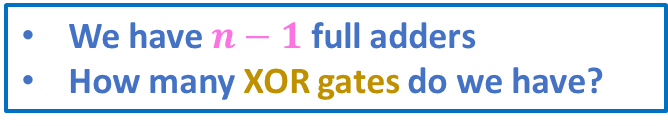 • We have n − 1 full adders
• How many XOR gates do we have?